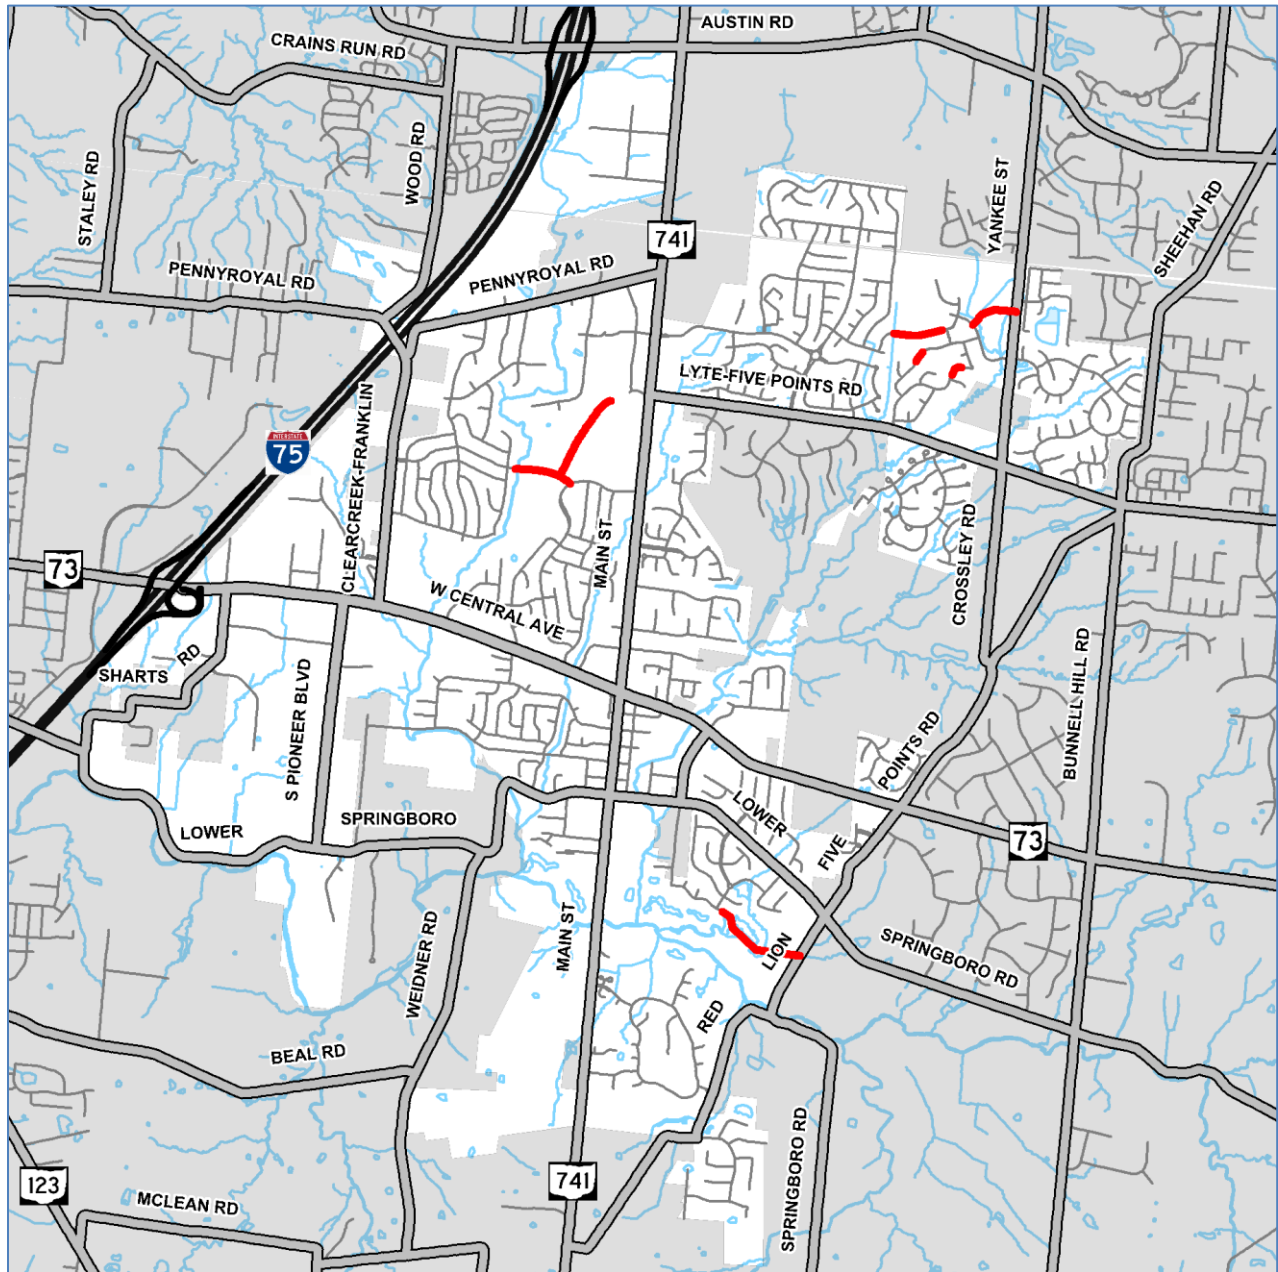 AUSTIN RD
CRAINS RUN RD
WOOD RD
STALEY RD
YANKEE ST
SHEEHAN RD
741
PENNYROYAL RD
PENNYROYAL RD
LYTE-FIVE POINTS RD
CLEARCREEK-FRANKLIN
INTERSTATE
75
MAIN ST
CROSSLEY RD
73
W CENTRAL AVE
SHARTS RD
S PIONEER BLVD
BUNNELL HILL RD
POINTS RD
LOWER
SPRINGBORO
LOWER
FIVE
73
MAIN ST
WEIDNER RD
LION
SPRINGBORO RD
RED
BEAL RD
SPRINGBORO RD
741
123
MCLEAN RD